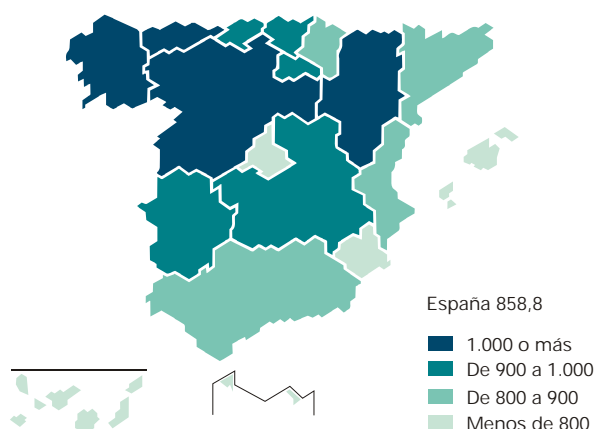 España 858,8
1.000 o más
De 900 a 1.000
De 800 a 900
Menos de 800